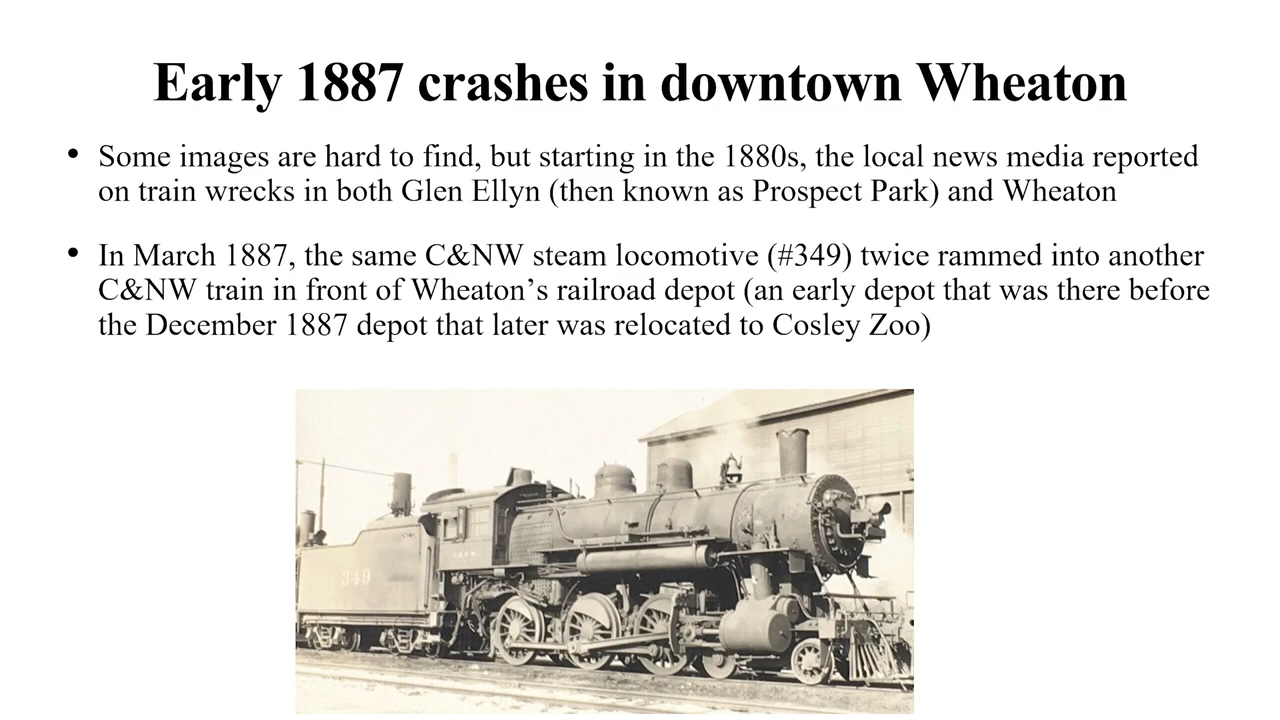 Early 1887 crashes in downtown Wheaton
• Some images are hard to find, but starting in the 1880s, the local news media reported
on train wrecks in both Glen Ellyn (then known as Prospect Park) and Wheaton
• In March 1887, the same C&NW steam locomotive (#349) twice rammed into another
C&NW train in front of Wheaton’s railroad depot (an early depot that was there before
the December 1887 depot that later was relocated to Cosley Zoo)
349